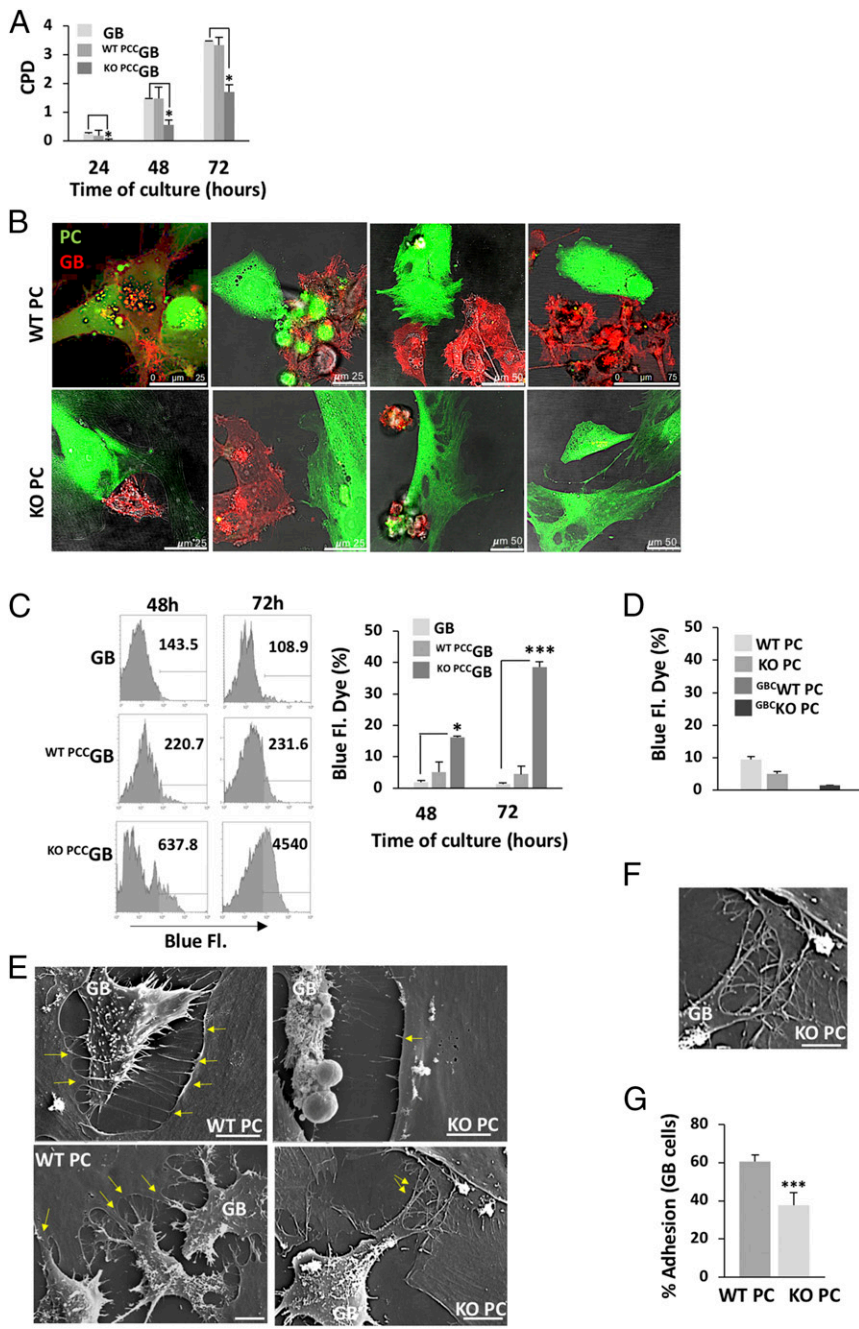 A
GB
WT PCCGB
KO PCCGB
CPD
4
3
2
1
0
*
*
*
24 48 72
Time of culture (hours)
B
PC
GB
WT PC
0 µm 25
µm 25
µm 50
0 µm 75
KO PC
µm 25
µm 25
µm 50
µm 50
C
48h 72h
GB
143.5 108.9
WT PCCGB
220.7 231.6
KO PCCGB
637.8 4540
Blue Fl.
GB
WT PCCGB
KO PCCGB
Blue Fl. Dye (%)
50
40
30
20
10
0
*
***
48 72
Time of culture (hours)
D
Blue Fl. Dye (%)
50
40
30
20
10
0
WT PC
KO PC
GBCWT PC
GBCKO PC
E
GB
WT PC
GB
KO PC
WT PC
GB
GB
KO PC
F
GB
KO PC
G
% Adhesion (GB cells)
80
60
40
20
0
***
WT PC KO PC